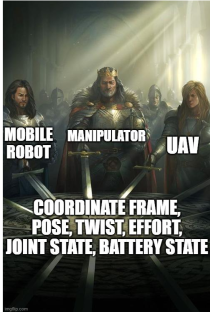 MOBILE
ROBOT
MANIPULATOR
UAV
COORDINATE FRAME,
POSE, TWIST, EFFORT,
JOINT STATE, BATTERY STATE
imgflip.com